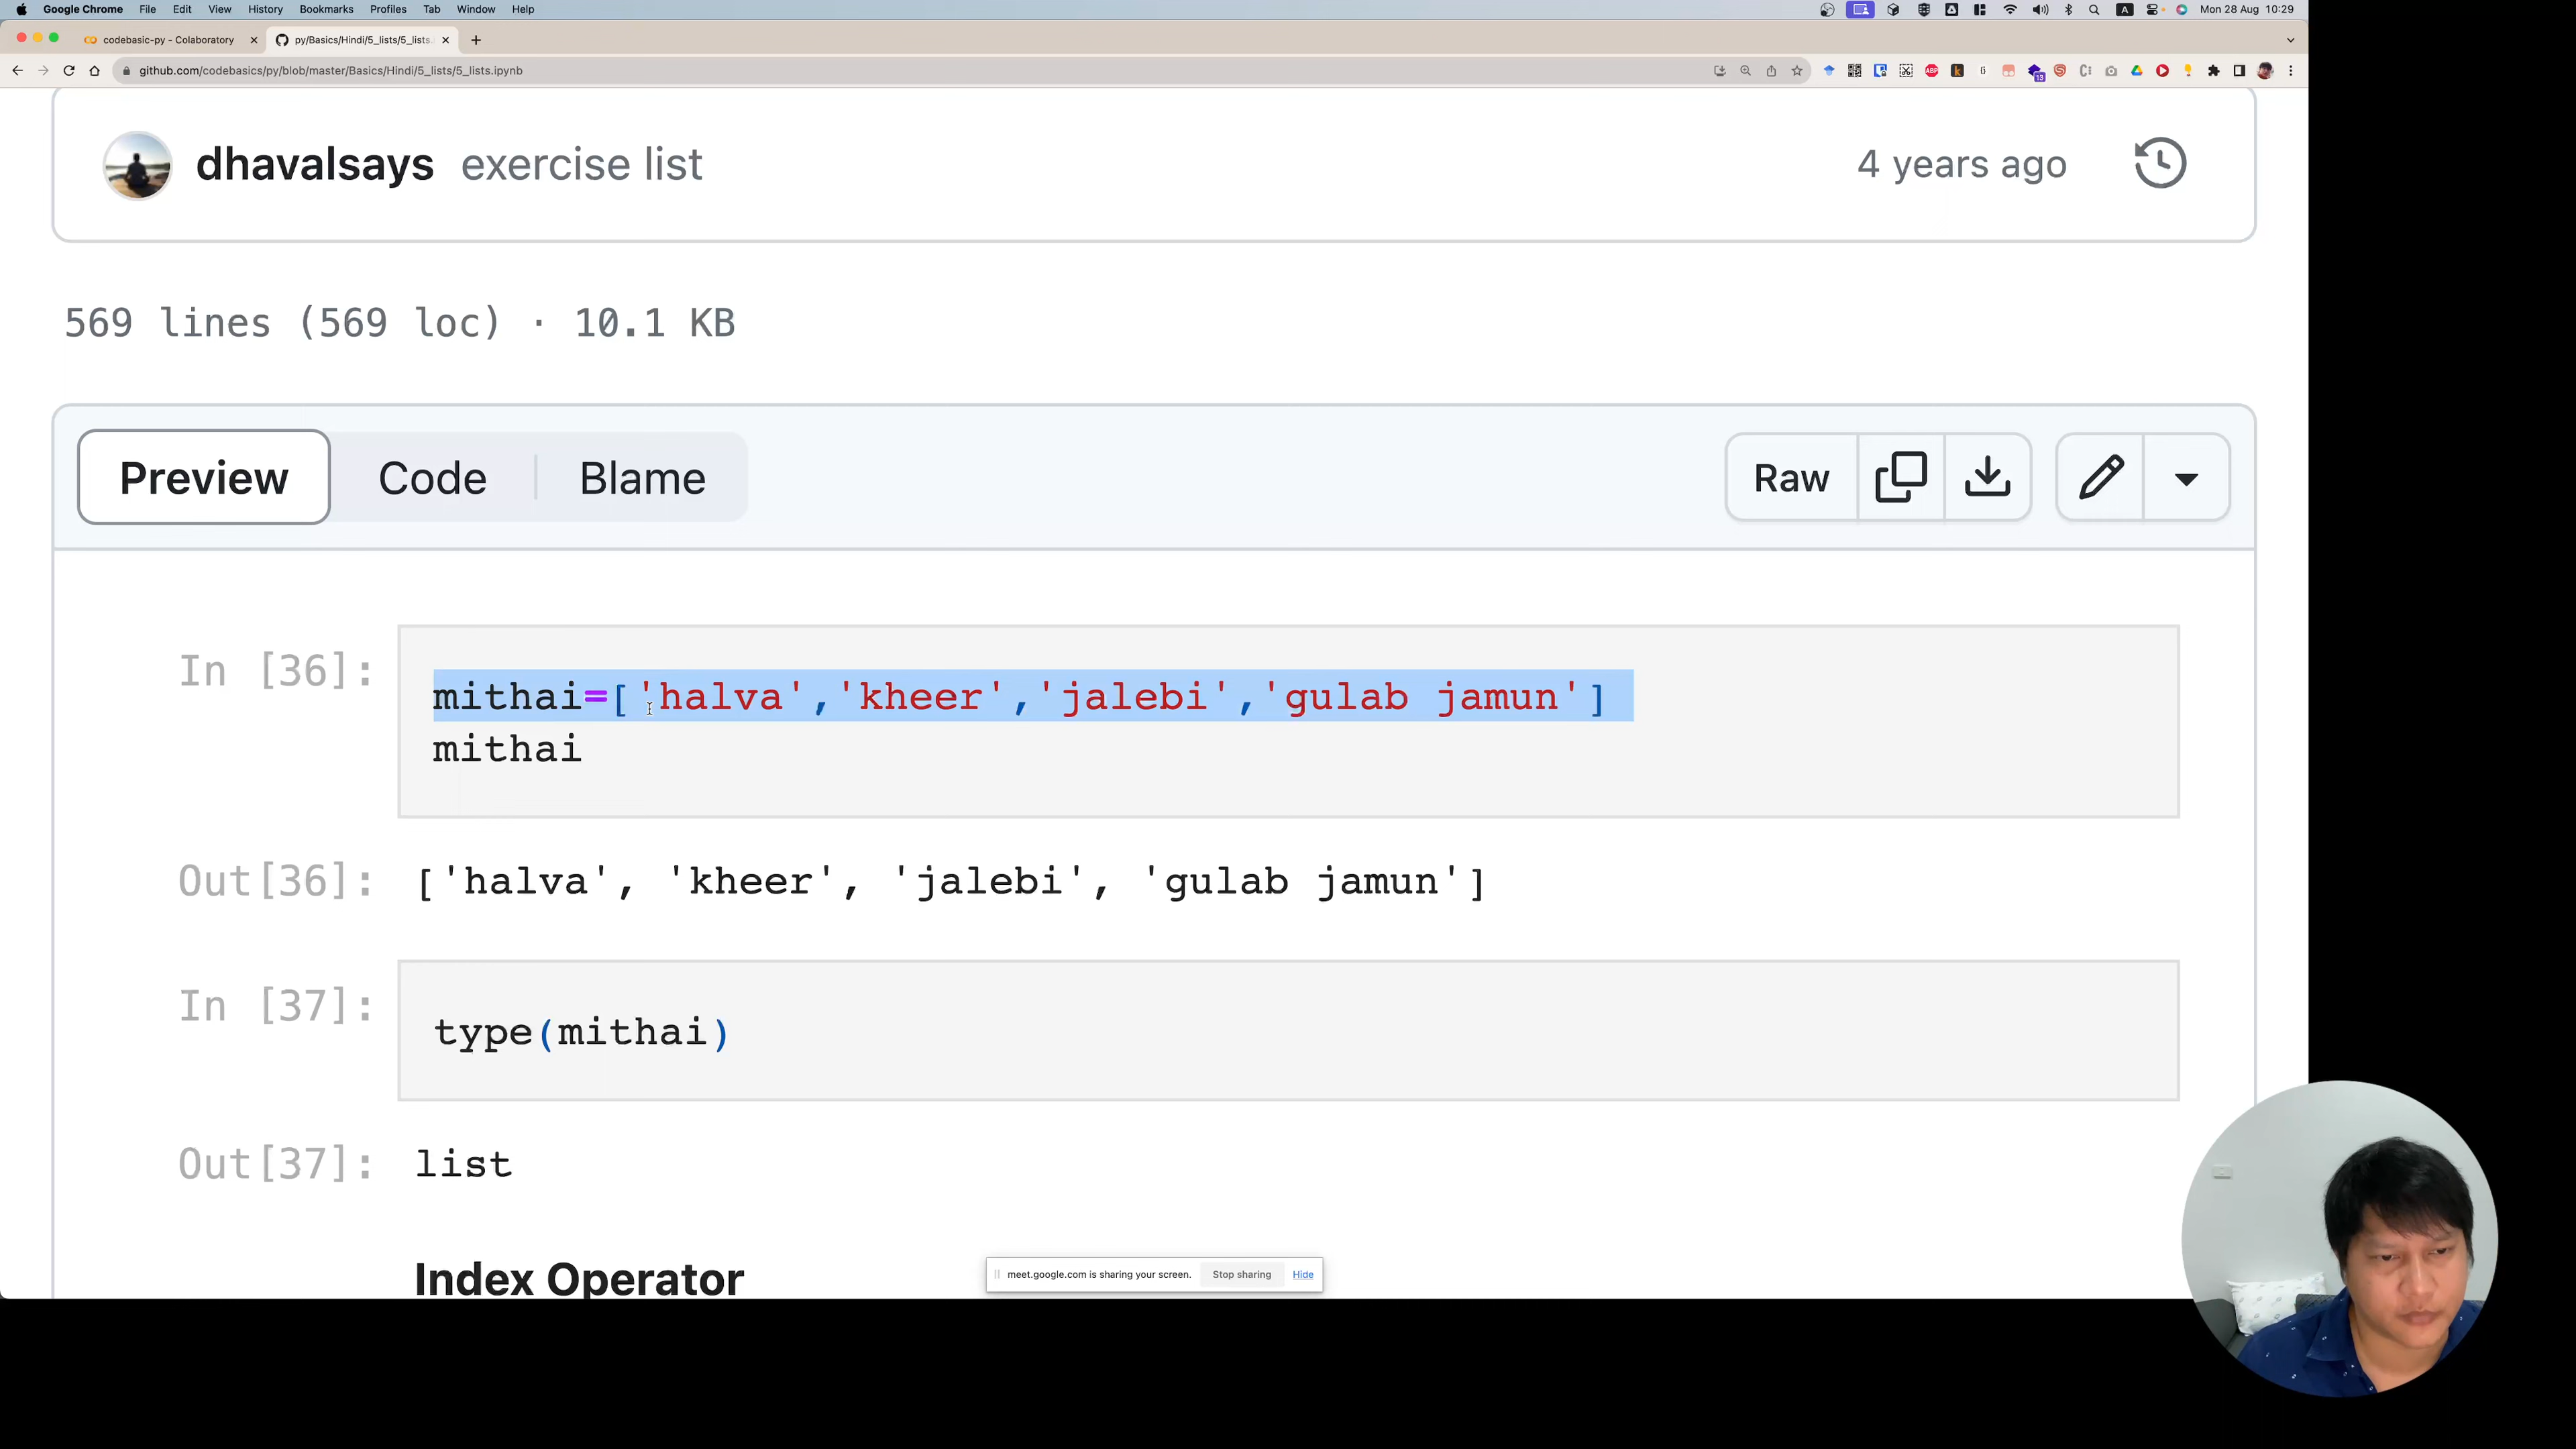 Google Chrome File Edit View History Bookmarks Profiles Tab Window Help
Mon 28 Aug 10:29
codebasic-py - Colaboratory
py/Basics/Hindi/5_lists/5_lists.
github.com/codebasics/py/blob/master/Basics/Hindi/5_lists/5_lists.ipynb
dhavalsays exercise list 4 years ago
569 lines (569 loc) · 10.1 KB
Preview Code Blame Raw
In [36]: mithai=['halva','kheer','jalebi','gulab jamun']
mithai
Out[36]: ['halva', 'kheer', 'jalebi', 'gulab jamun']
In [37]: type(mithai)
Out[37]: list
Index Operator
meet.google.com is sharing your screen. Stop sharing Hide